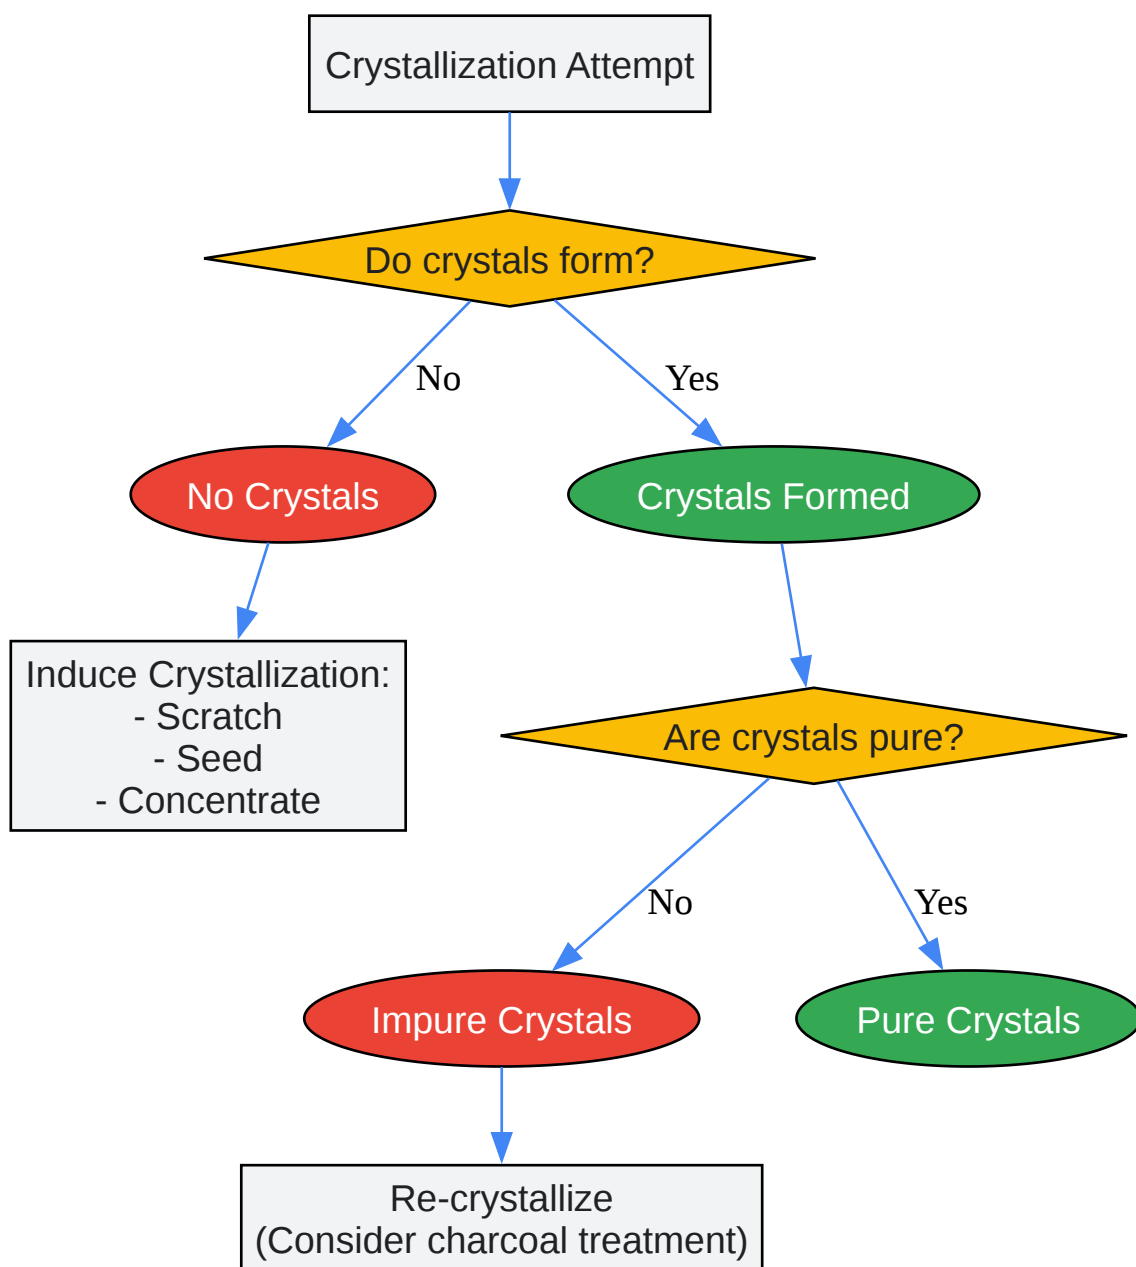 Crystallization Attempt
Do crystals form?
No
Yes
No Crystals
Crystals Formed
Induce Crystallization:
- Scratch
- Seed
- Concentrate
Are crystals pure?
No
Yes
Impure Crystals
Pure Crystals
Re-crystallize
(Consider charcoal treatment)